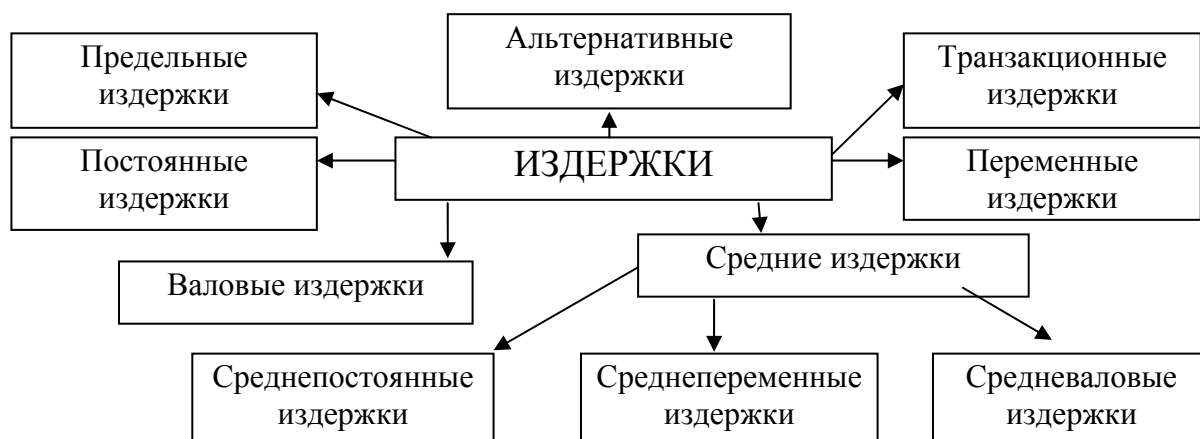 Предельные
издержки
Альтернативные
издержки
Транзакционные
издержки
Постоянные
издержки
ИЗДЕРЖКИ
Переменные
издержки
Валовые издержки
Средние издержки
Среднепостоянные
издержки
Среднепеременные
издержки
Средневаловые
издержки